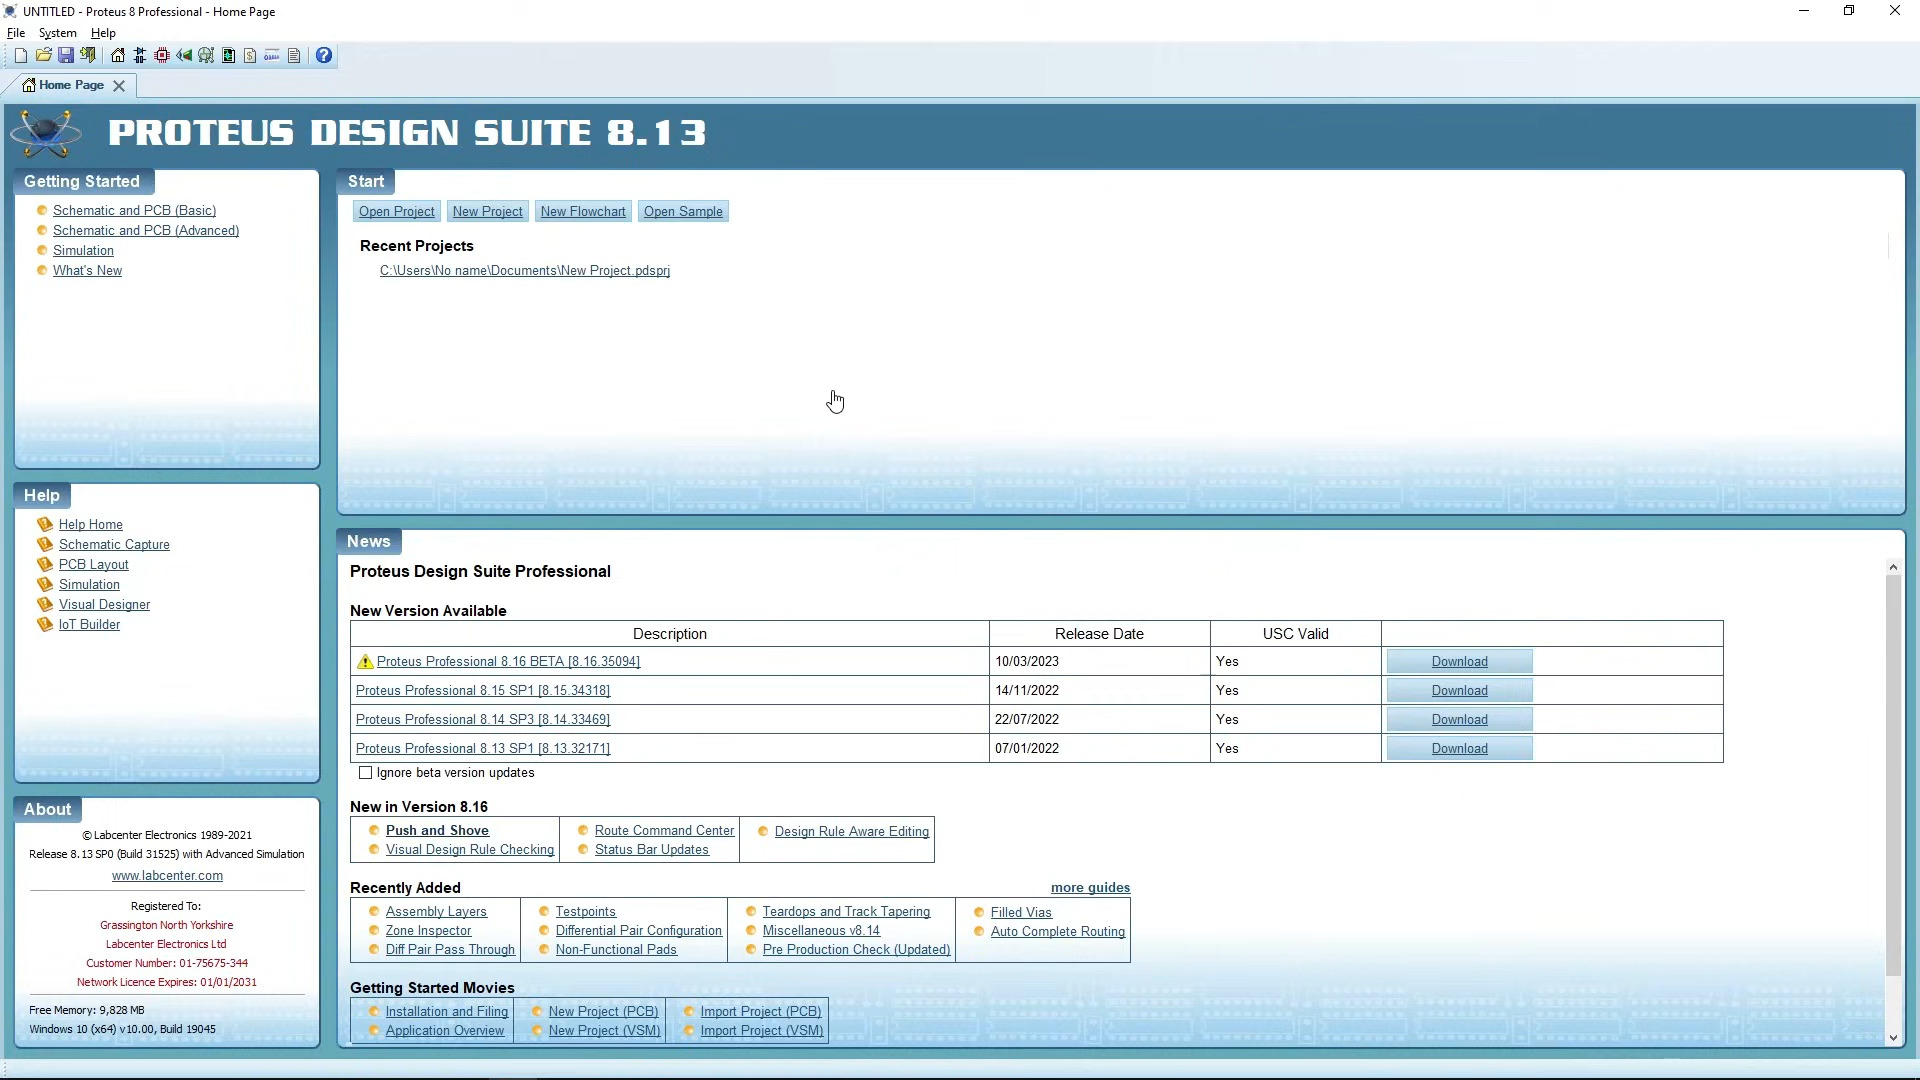 UNTITLED - Proteus 8 Professional - Home Page
File System Help
Home Page
PROTEUS DESIGN SUITE 8.13
Getting Started
Schematic and PCB (Basic)
Schematic and PCB (Advanced)
Simulation
What's New
Start
Open Project New Project New Flowchart Open Sample
Recent Projects
C:\Users\No name\Documents\New Project.pdsprj
Help
Help Home
Schematic Capture
PCB Layout
Simulation
Visual Designer
IoT Builder
About
© Labcenter Electronics 1989-2021
Release 8.13 SP0 (Build 31525) with Advanced Simulation
www.labcenter.com
Registered To:
Grassington North Yorkshire
Labcenter Electronics Ltd
Customer Number: 01-75675-344
Network Licence Expires: 01/01/2031
Free Memory: 9,828 MB
Windows 10 (x64) v10.00, Build 19045
News
Proteus Design Suite Professional
New Version Available
Description Release Date USC Valid
Proteus Professional 8.16 BETA [8.16.35094] 10/03/2023 Yes Download
Proteus Professional 8.15 SP1 [8.15.34318] 14/11/2022 Yes Download
Proteus Professional 8.14 SP3 [8.14.33469] 22/07/2022 Yes Download
Proteus Professional 8.13 SP1 [8.13.32171] 07/01/2022 Yes Download
Ignore beta version updates
New in Version 8.16
Push and Shove Route Command Center Design Rule Aware Editing
Visual Design Rule Checking Status Bar Updates
Recently Added more guides
Assembly Layers Testpoints Teardops and Track Tapering Filled Vias
Zone Inspector Differential Pair Configuration Miscellaneous v8.14 Auto Complete Routing
Diff Pair Pass Through Non-Functional Pads Pre Production Check (Updated)
Getting Started Movies
Installation and Filing New Project (PCB) Import Project (PCB)
Application Overview New Project (VSM) Import Project (VSM)